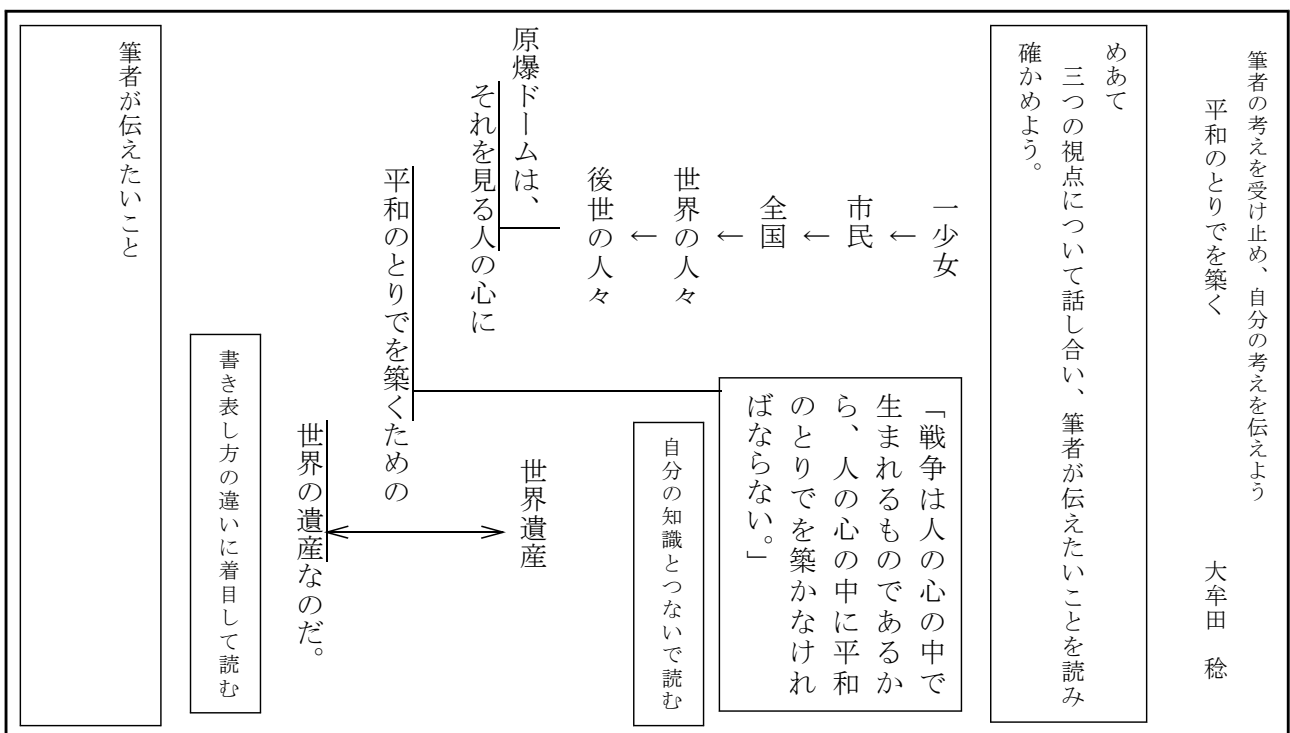 筆者の考えを受け止め、自分の考えを伝えよう
平和のとりでを築く　大牟田　稔
めあて
三つの視点について話し合い、筆者が伝えたいことを読み
確かめよう。
一少女
←
市民
←
全国
←
世界の人々
←
後世の人々
「戦争は人の心の中で
生まれるものであるか
ら、人の心の中に平和
のとりでを築かなけれ
ばならない。」
自分の知識とつないで読む
原爆ドームは、
それを見る人の心に
平和のとりでを築くための
世界遺産
世界の遺産なのだ。
書き表し方の違いに着目して読む
筆者が伝えたいこと